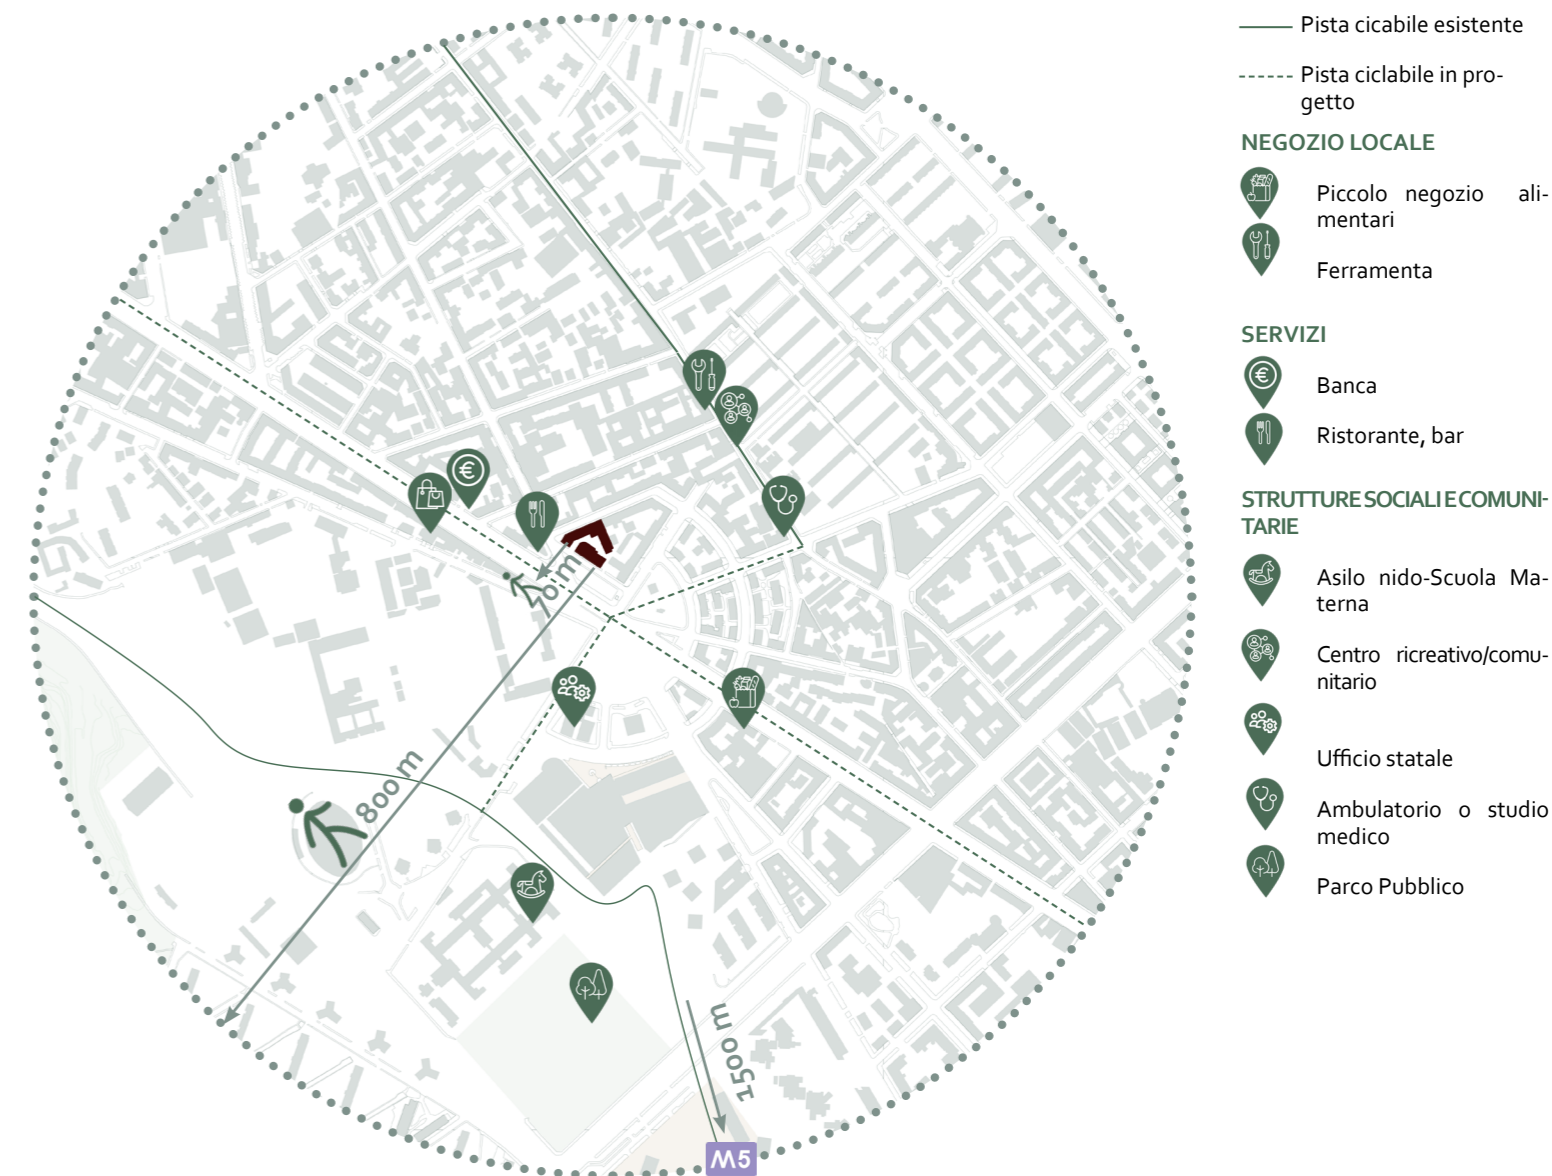 Pista cicabile esistente
Pista ciclabile in pro-
getto
NEGOZIO LOCALE
Piccolo negozio ali-
mentari
Ferramenta
SERVIZI
Banca
Ristorante, bar
STRUTTURE SOCIALI E COMUNI-
TARIE
Asilo nido-Scuola Ma-
terna
Centro ricreativo/comu-
nitario
Ufficio statale
Ambulatorio o studio
medico
Parco Pubblico
70 m
800 m
1500 m
M5